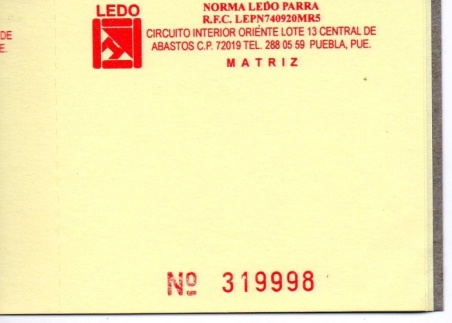 DE
E.
LEDO
NORMA LEDO PARRA
R.F.C. LEPN740920MR5
CIRCUITO INTERIOR ORIENTE LOTE 13 CENTRAL DE
ABASTOS C.P. 72019 TEL. 288 05 59 PUEBLA, PUE.
MATRIZ
Nº 319998